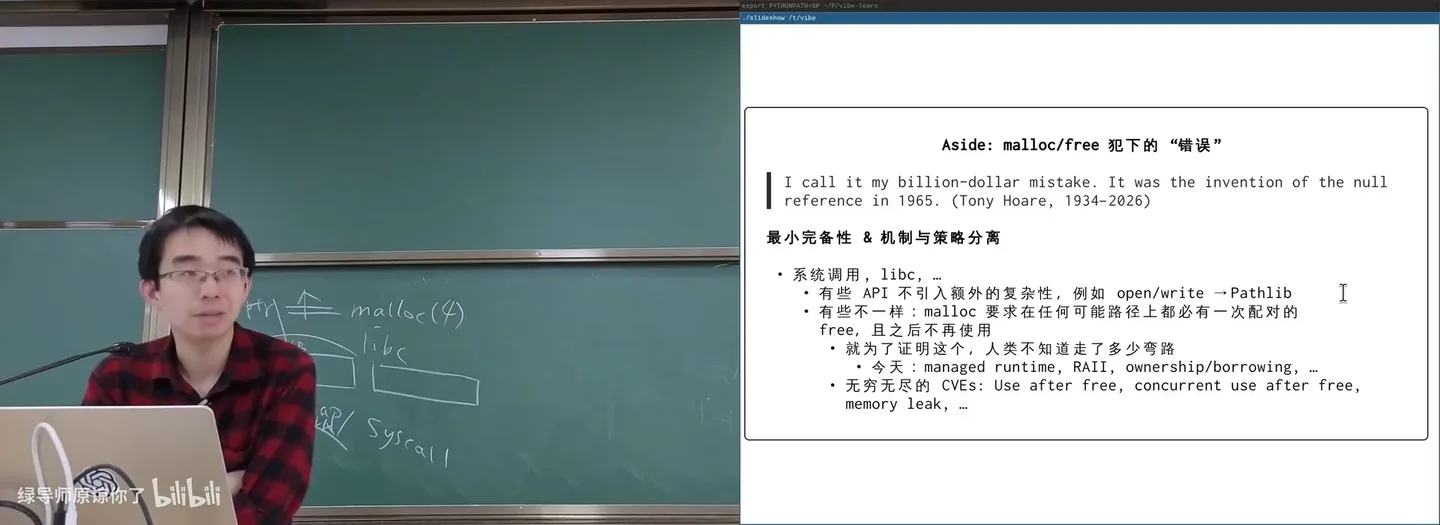 export PYTHONPATH=$P ~/P/vibe-learn
./slideshow /t/vibe
Aside: malloc/free 犯下的 “错误”
I call it my billion-dollar mistake. It was the invention of the null
reference in 1965. (Tony Hoare, 1934–2026)
最小完备性 & 机制与策略分离
• 系统调用, libc, …
• 有些 API 不引入额外的复杂性, 例如 open/write →Pathlib
• 有些不一样: malloc 要求在任何可能路径上都必有一次配对的
free, 且之后不再使用
• 就为了证明这个, 人类不知道走了多少弯路
• 今天: managed runtime, RAII, ownership/borrowing, …
• 无穷无尽的 CVEs: Use after free, concurrent use after free,
memory leak, …
ptr
malloc(4)
libc
syscall
绿导师原谅你了 bilibili